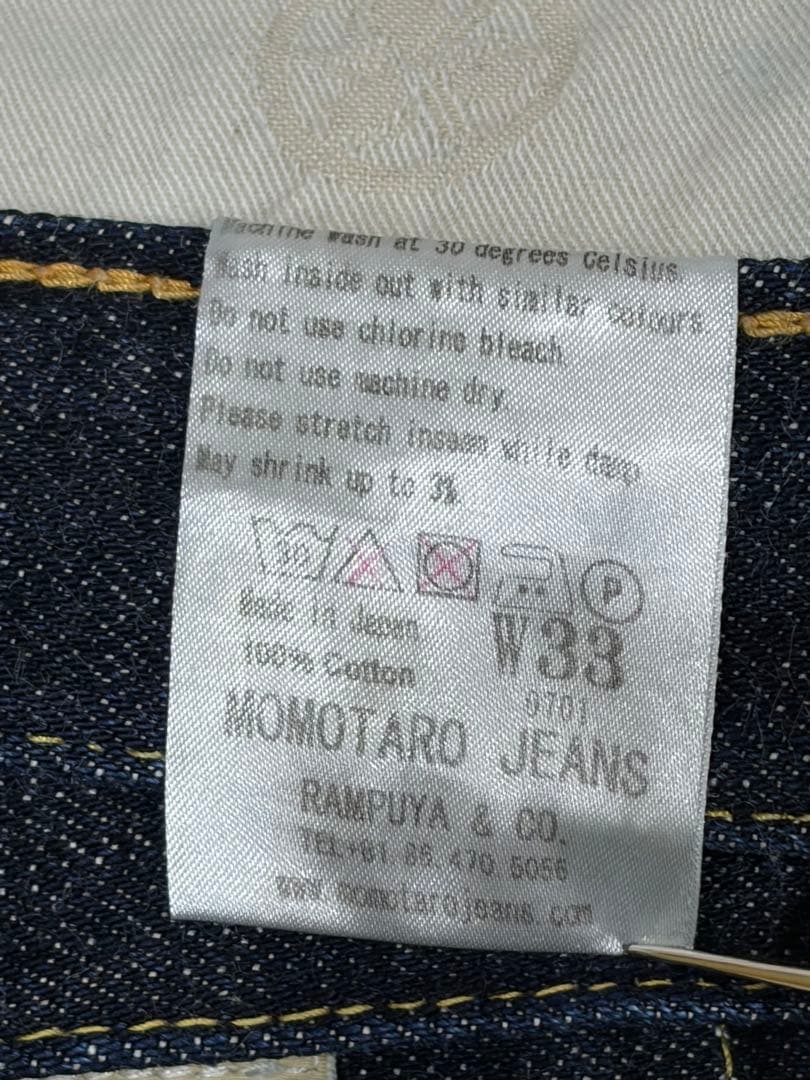 Machine wash at 30 degrees Celsius
Wash inside out with similar colours
Do not use chlorine bleach.
Do not use machine dry.
Please stretch inseam while damp
May shrink up to 3%
30 P
Made in Japan
100% Cotton
W33
0701
MOMOTARO JEANS
RAMPUYA & CO.
TEL+81.86.470.5056
www.momotarojeans.com